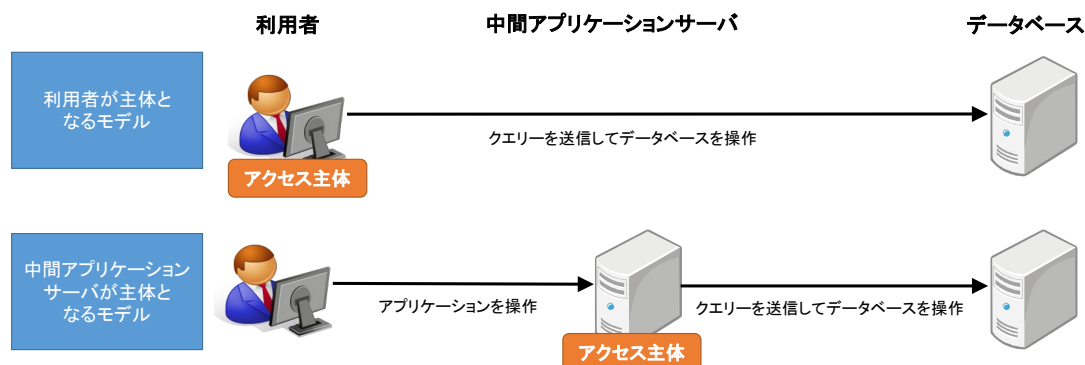 利用者
中間アプリケーションサーバ
データベース
利用者が主体と
なるモデル
クエリーを送信してデータベースを操作
アクセス主体
中間アプリケーション
サーバが主体と
なるモデル
アプリケーションを操作
クエリーを送信してデータベースを操作
アクセス主体